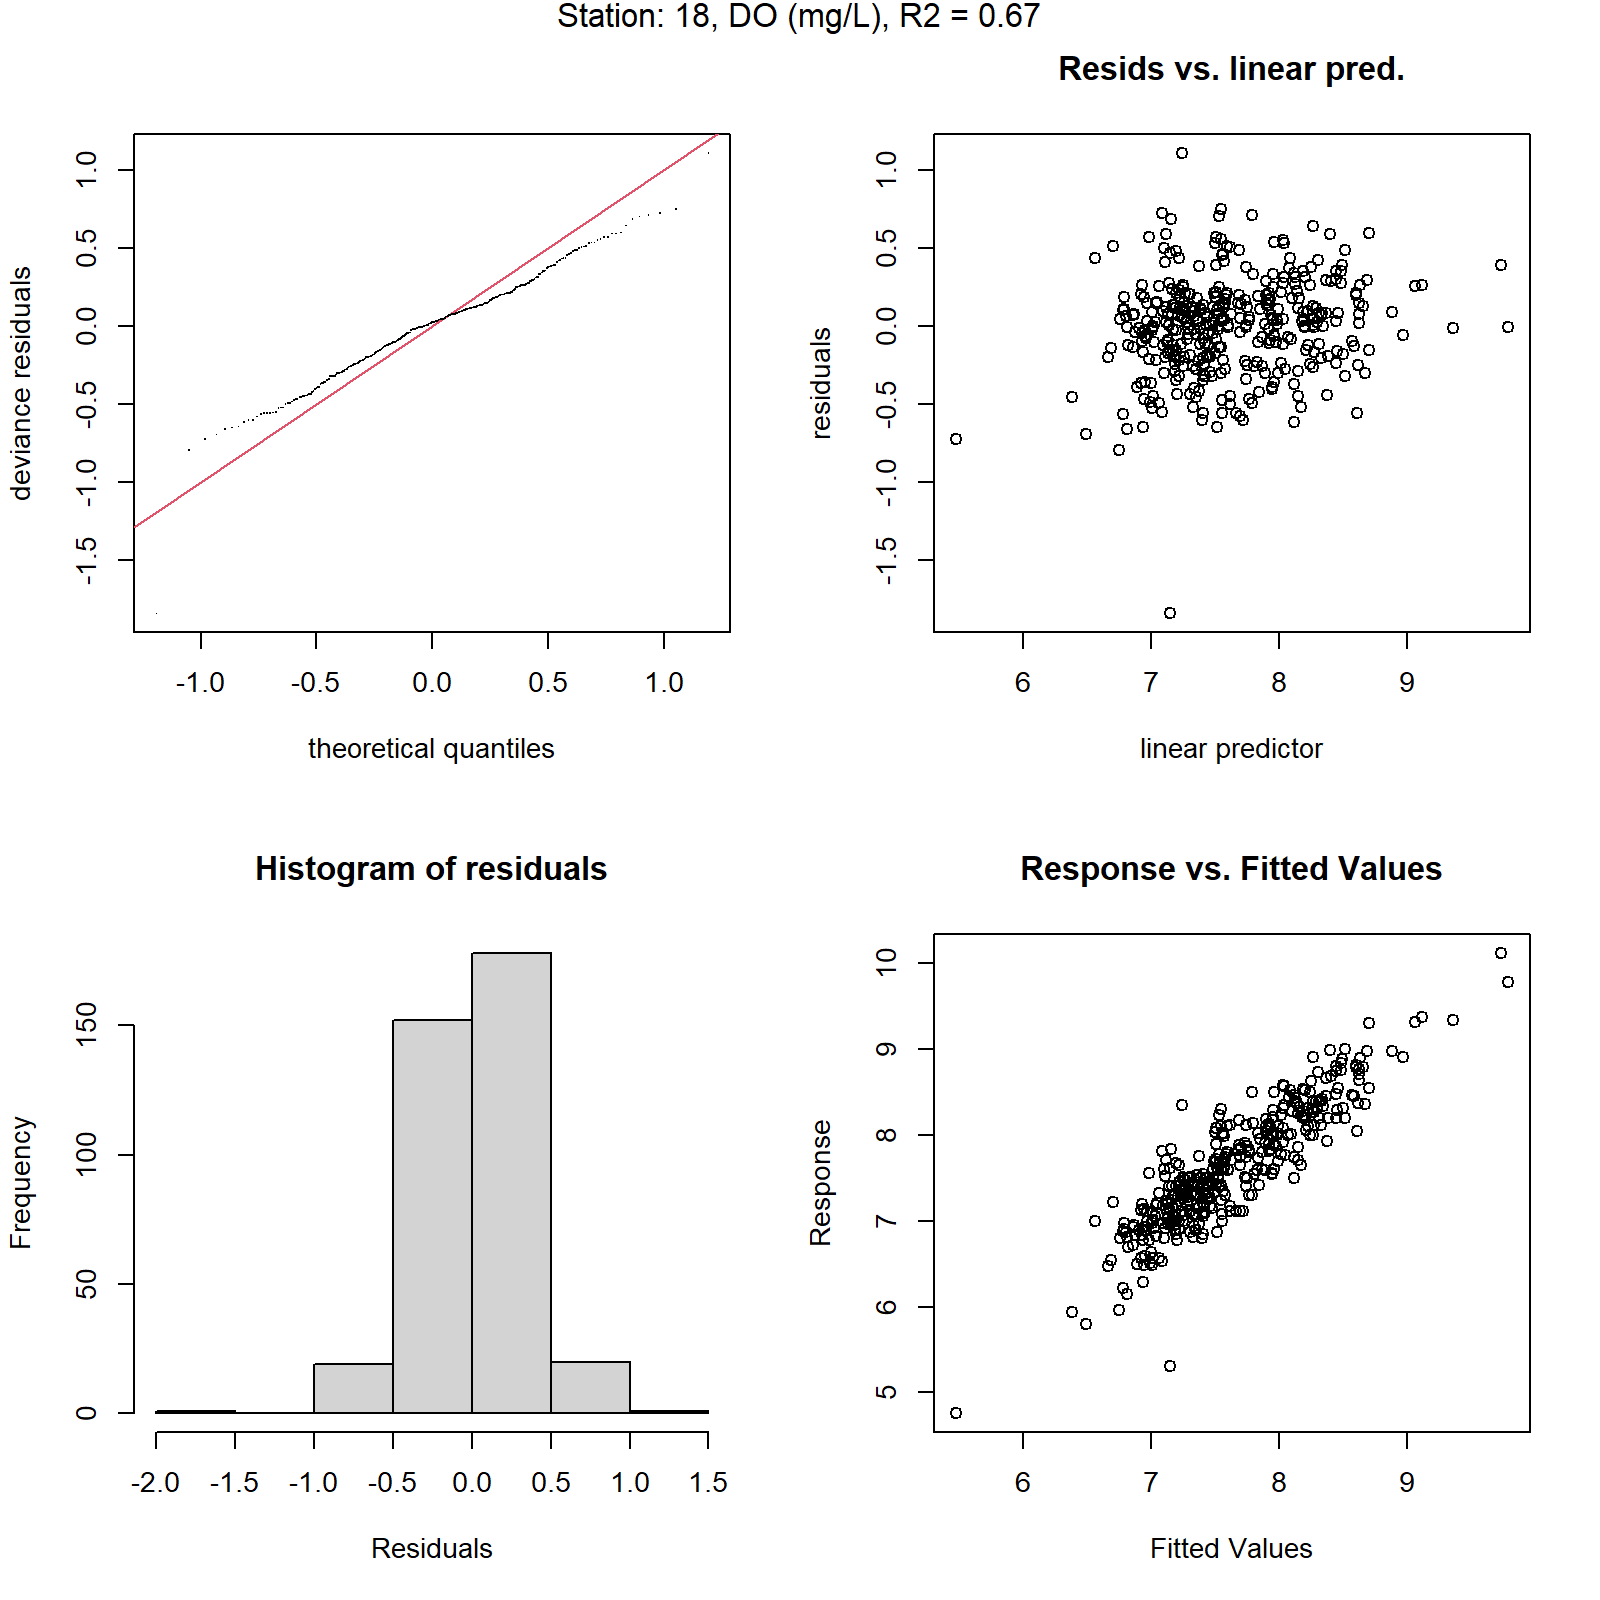 Station: 18, DO (mg/L), R2 = 0.67
deviance residuals
1.0
0.5
0.0
-0.5
-1.0
-1.5
-1.0 -0.5 0.0 0.5 1.0
theoretical quantiles
Resids vs. linear pred.
residuals
1.0
0.5
0.0
-0.5
-1.0
-1.5
6 7 8 9
linear predictor
Histogram of residuals
Frequency
150
100
50
0
-2.0 -1.5 -1.0 -0.5 0.0 0.5 1.0 1.5
Residuals
Response vs. Fitted Values
Response
10
9
8
7
6
5
6 7 8 9
Fitted Values